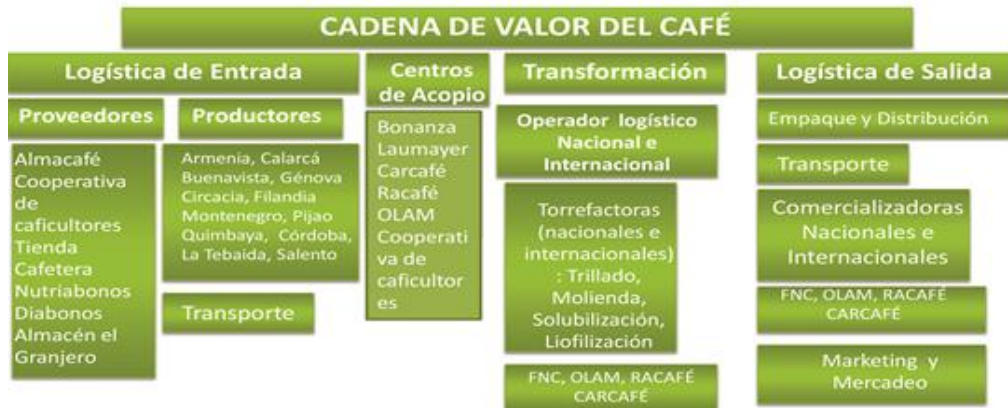 CADENA DE VALOR DEL CAFÉ
Logística de Entrada
Proveedores
Almacafé
Cooperativa
de
caficultores
Tienda
Cafetera
Nutriabonos
Diabonos
Almacén el
Granjero
Productores
Armenia, Calarcá
Buenavista, Génova
Circacia, Filandia
Montenegro, Pijao
Quimbaya, Córdoba,
La Tebaida, Salento
Transporte
Centros
de Acopio
Bonanza
Laumayer
Carcafé
Racafé
OLAM
Cooperati
va de
caficultor
es
Transformación
Operador logístico
Nacional e
Internacional
Torrefactoras
(nacionales e
internacionales)
: Trillado,
Molienda,
Solubilización,
Liofilización
FNC, OLAM, RACAFÉ
CARCAFÉ
Logística de Salida
Empaque y Distribución
Transporte
Comercializadoras
Nacionales e
Internacionales
FNC, OLAM, RACAFÉ
CARCAFÉ
Marketing y
Mercadeo